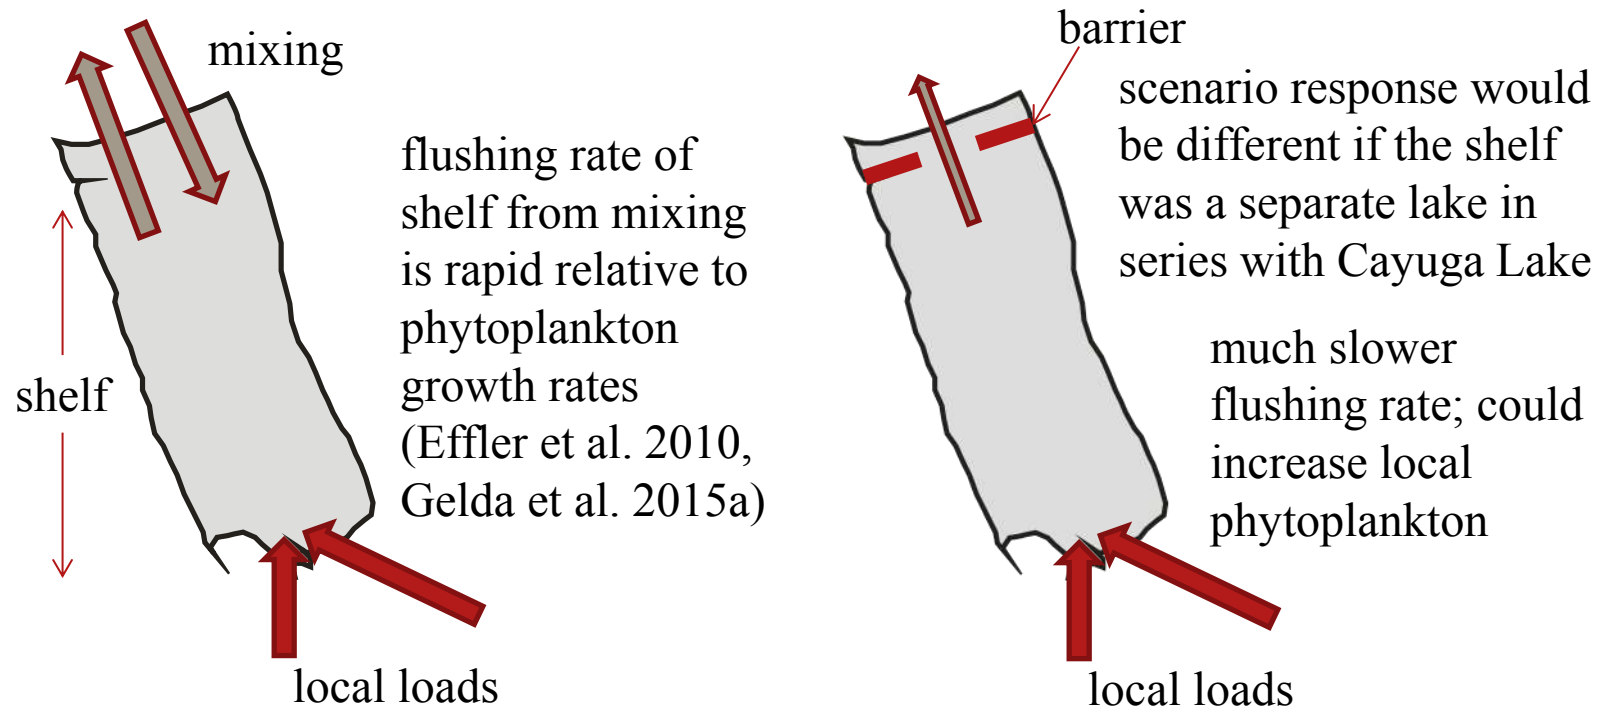 mixing
flushing rate of
shelf from mixing
is rapid relative to
phytoplankton
growth rates
(Effler et al. 2010,
Gelda et al. 2015a)
shelf
local loads
barrier
scenario response would
be different if the shelf
was a separate lake in
series with Cayuga Lake
much slower
flushing rate; could
increase local
phytoplankton
local loads